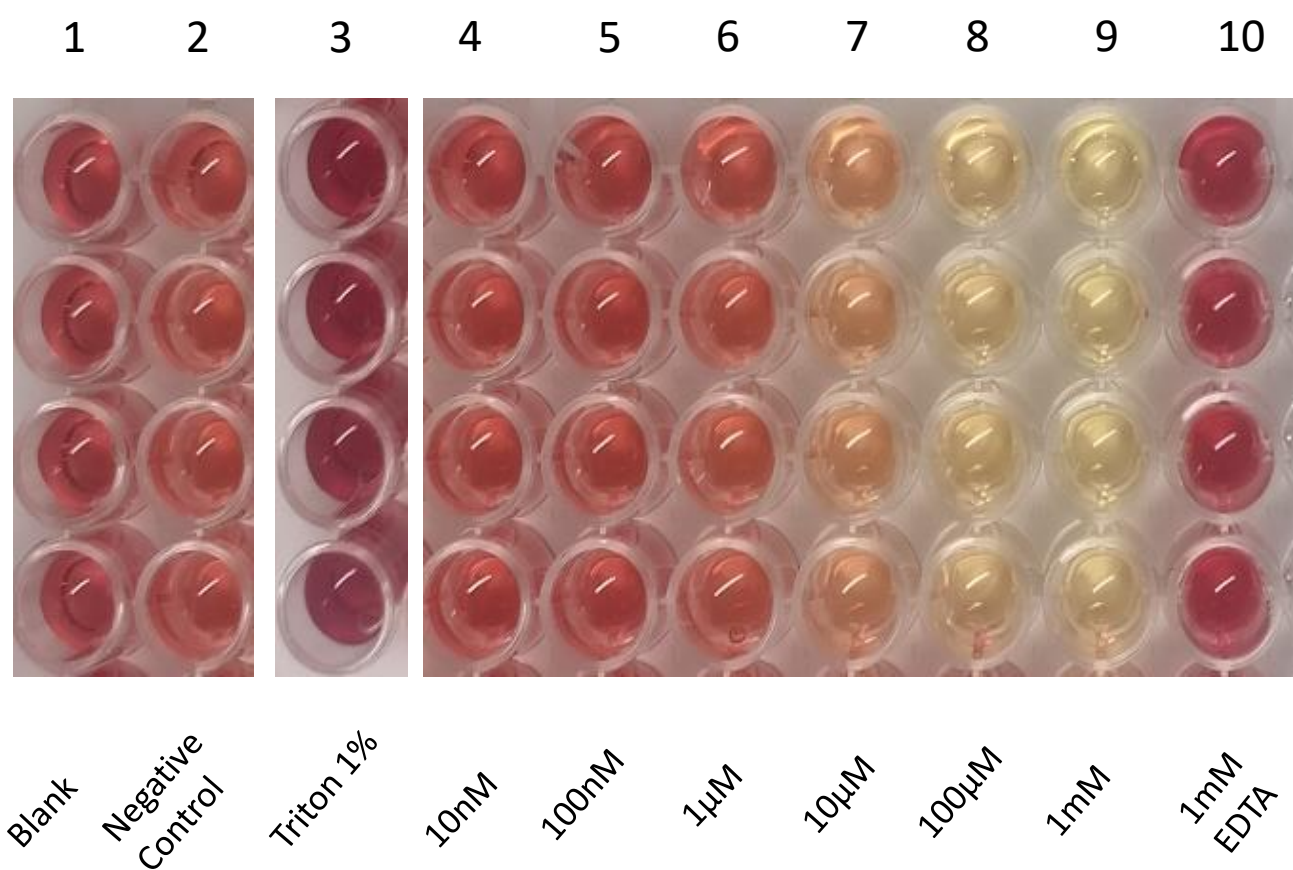 1 2 3 4 5 6 7 8 9 10
Blank
Negative
Control
Triton 1%
10nM
100nM
1µM
10µM
100µM
1mM
1mM
EDTA